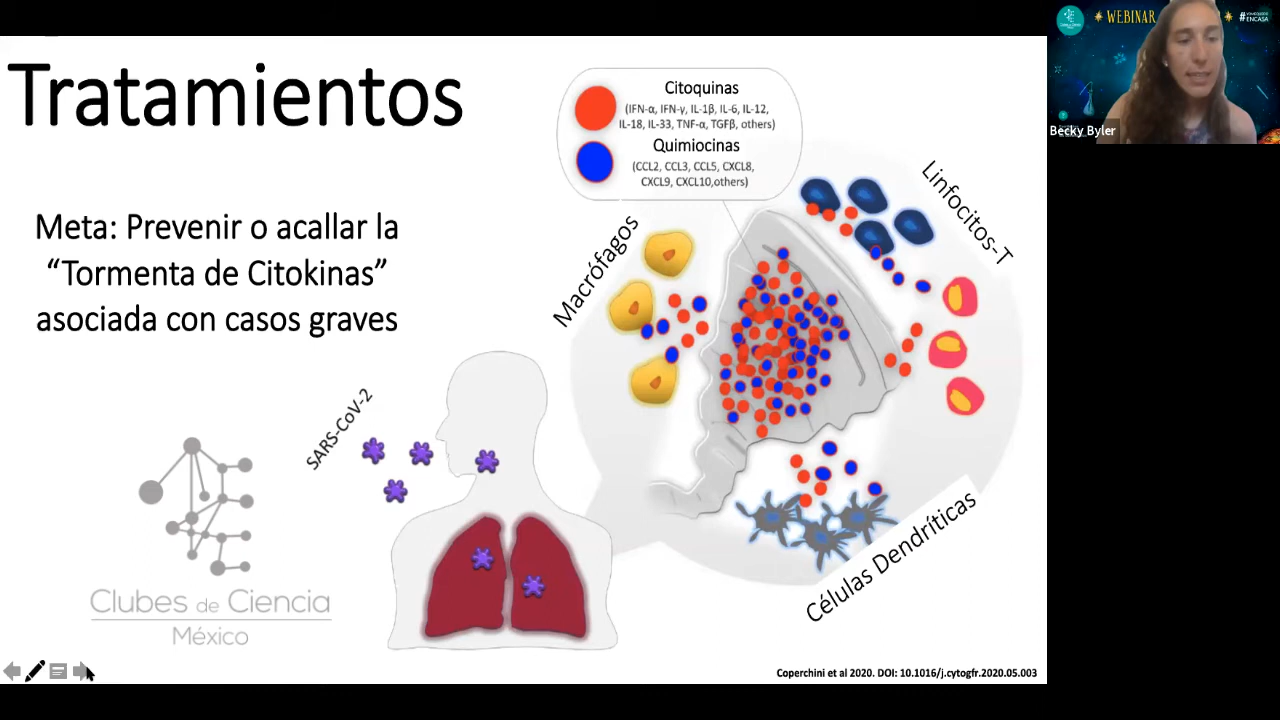 Tratamientos
Meta: Prevenir o acallar la
“Tormenta de Citokinas”
asociada con casos graves
Citoquinas
(IFN-α, IFN-γ, IL-1β, IL-6, IL-12,
IL-18, IL-33, TNF-α, TGFβ, others)
Quimiocinas
(CCL2, CCL3, CCL5, CXCL8,
CXCL9, CXCL10,others)
Macrófagos
Linfocitos-T
Células Dendríticas
SARS-CoV-2
Clubes de Ciencia
México
Coperchini et al 2020. DOI: 10.1016/j.cytogfr.2020.05.003
WEBINAR
ENCASA
Becky Byler